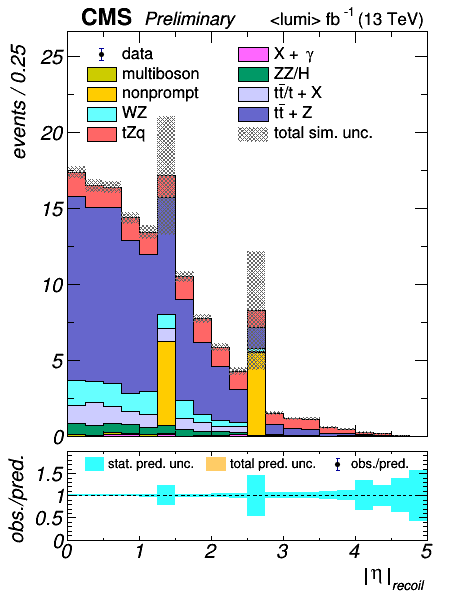 CMS Preliminary <lumi> fb⁻¹ (13 TeV)
events / 0.25
25
20
15
10
5
0
data
multiboson
nonprompt
WZ
tZq
X + γ
ZZ/H
tt̄/t + X
tt̄ + Z
total sim. unc.
obs./pred.
1.5
1
0.5
0
stat. pred. unc. total pred. unc. obs./pred.
0 1 2 3 4 5
|η|recoil